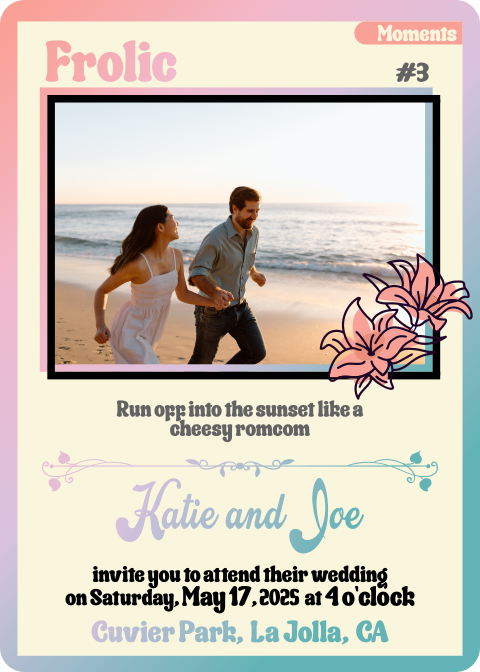 Moments
Frolic
#3
Run off into the sunset like a
cheesy romcom
Katie and Joe
invite you to attend their wedding
on Saturday, May 17, 2025 at 4 o'clock
Cuvier Park, La Jolla, CA